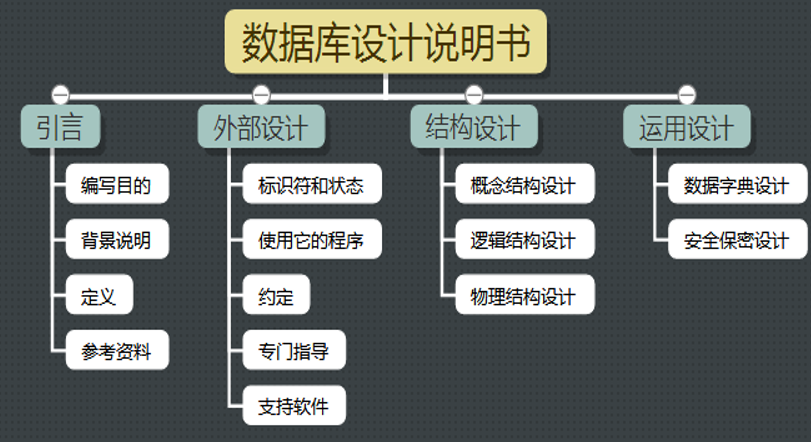 数据库设计说明书
引言
编写目的
背景说明
定义
参考资料
外部设计
标识符和状态
使用它的程序
约定
专门指导
支持软件
结构设计
概念结构设计
逻辑结构设计
物理结构设计
运用设计
数据字典设计
安全保密设计